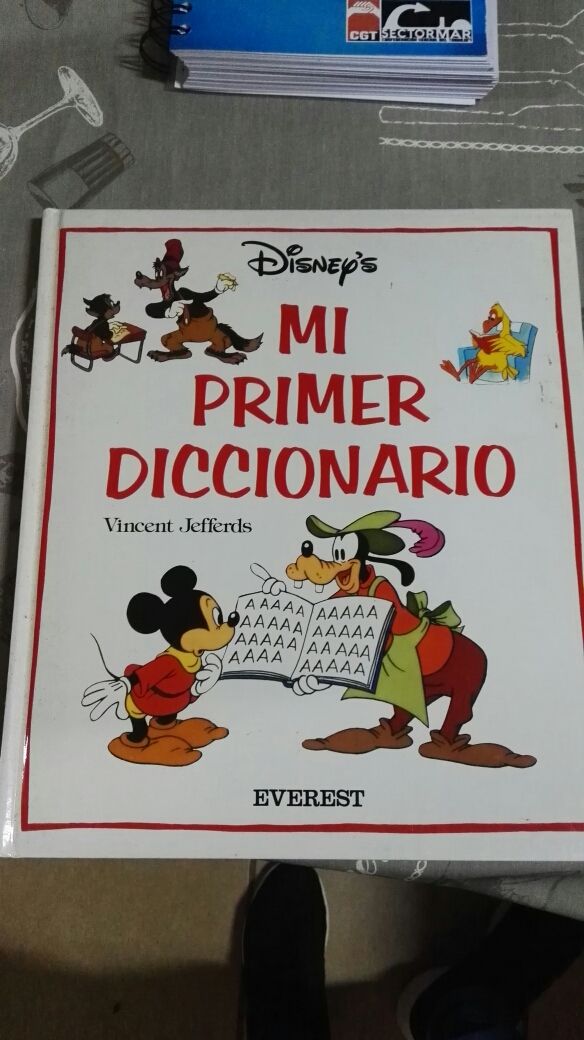 CGT SECTORMAR
DISNEY'S
MI
PRIMER
DICCIONARIO
Vincent Jefferds
AAAAA
AAAAA
AAAAA
AAAA
AAAAA
AAAAA
AAAAA
AAAAA
EVEREST